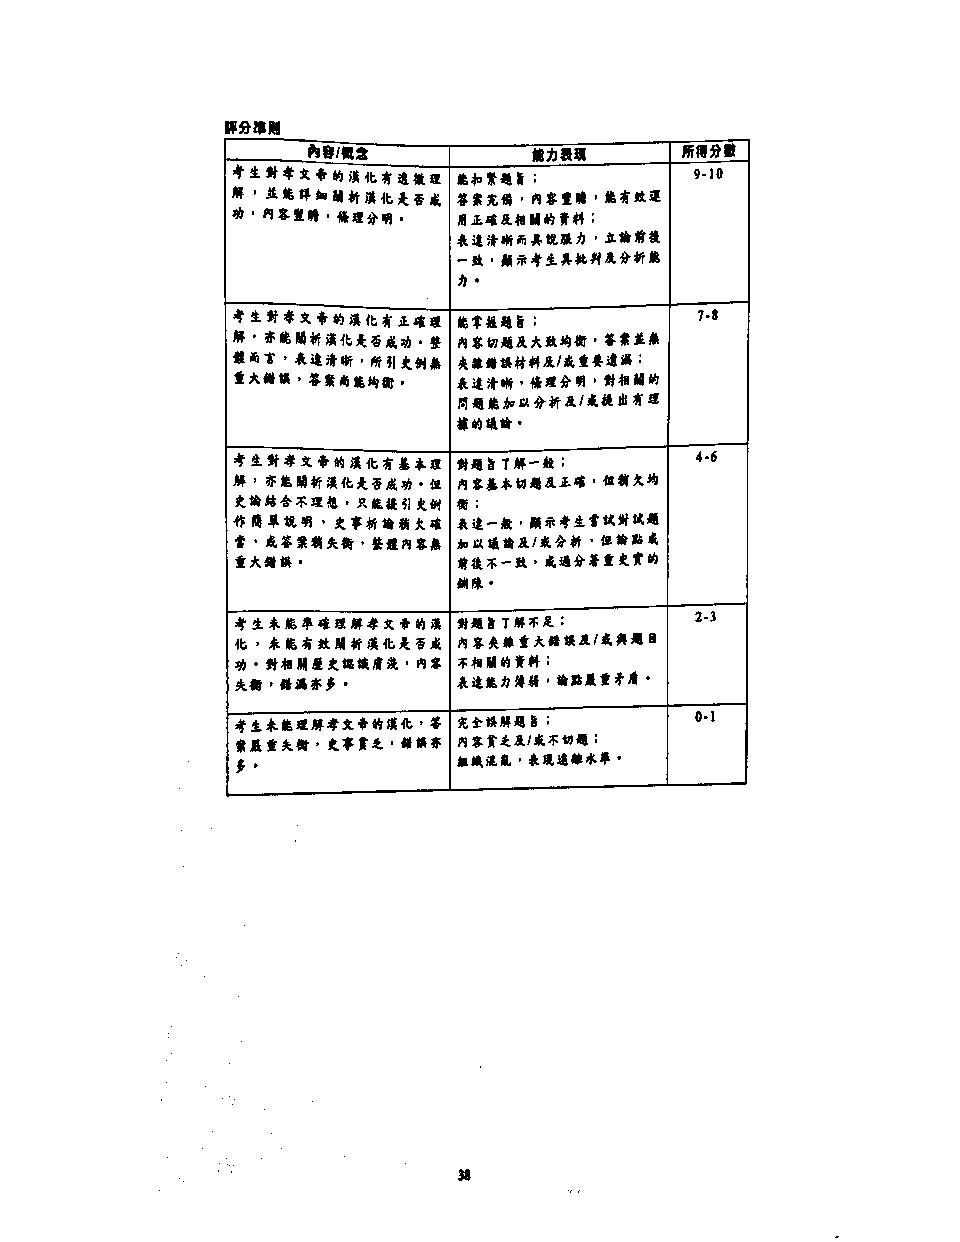 評分準則
內容/概念
能力表現
所得分數
考生對孝文帝的漢化有透徹理
解，並能詳細闡析漢化是否成
功，內容豐贍，條理分明。
能扣緊題旨；
答案完備，內容豐贍，能有效運
用正確及相關的資料；
表達清晰而具說服力，立論前後
一致，顯示考生具批判及分析能
力。
9-10
考生對孝文帝的漢化有正確理
解，亦能闡析漢化是否成功。整
體而言，表達清晰，所引史例無
重大錯誤，答案尚能均衡。
能掌握題旨；
內容切題及大致均衡，答案並無
夾雜錯誤材料及/或重要遺漏；
表達清晰，條理分明，對相關的
問題能加以分析及/或提出有理
據的議論。
7-8
考生對孝文帝的漢化有基本理
解，亦能闡析漢化是否成功。但
史論結合不理想，只能援引史例
作簡單說明，史事析論稍欠確
當，或答案稍失衡，整體內容無
重大錯誤。
對題旨了解一般；
內容基本切題及正確，但稍欠均
衡；
表達一般，顯示考生嘗試對試題
加以議論及/或分析，但論點或
前後不一致，或過分著重史實的
鋪陳。
4-6
考生未能準確理解孝文帝的漢
化，未能有效闡析漢化是否成
功。對相關歷史認識膚淺，內容
失衡，錯漏亦多。
對題旨了解不足；
內容夾雜重大錯誤及/或與題目
不相關的資料；
表達能力薄弱，論點嚴重矛盾。
2-3
考生未能理解孝文帝的漢化，答
案嚴重失衡，史事貧乏，錯誤亦
多。
完全誤解題旨；
內容貧乏及/或不切題；
組織混亂，表現遠離水準。
0-1
38